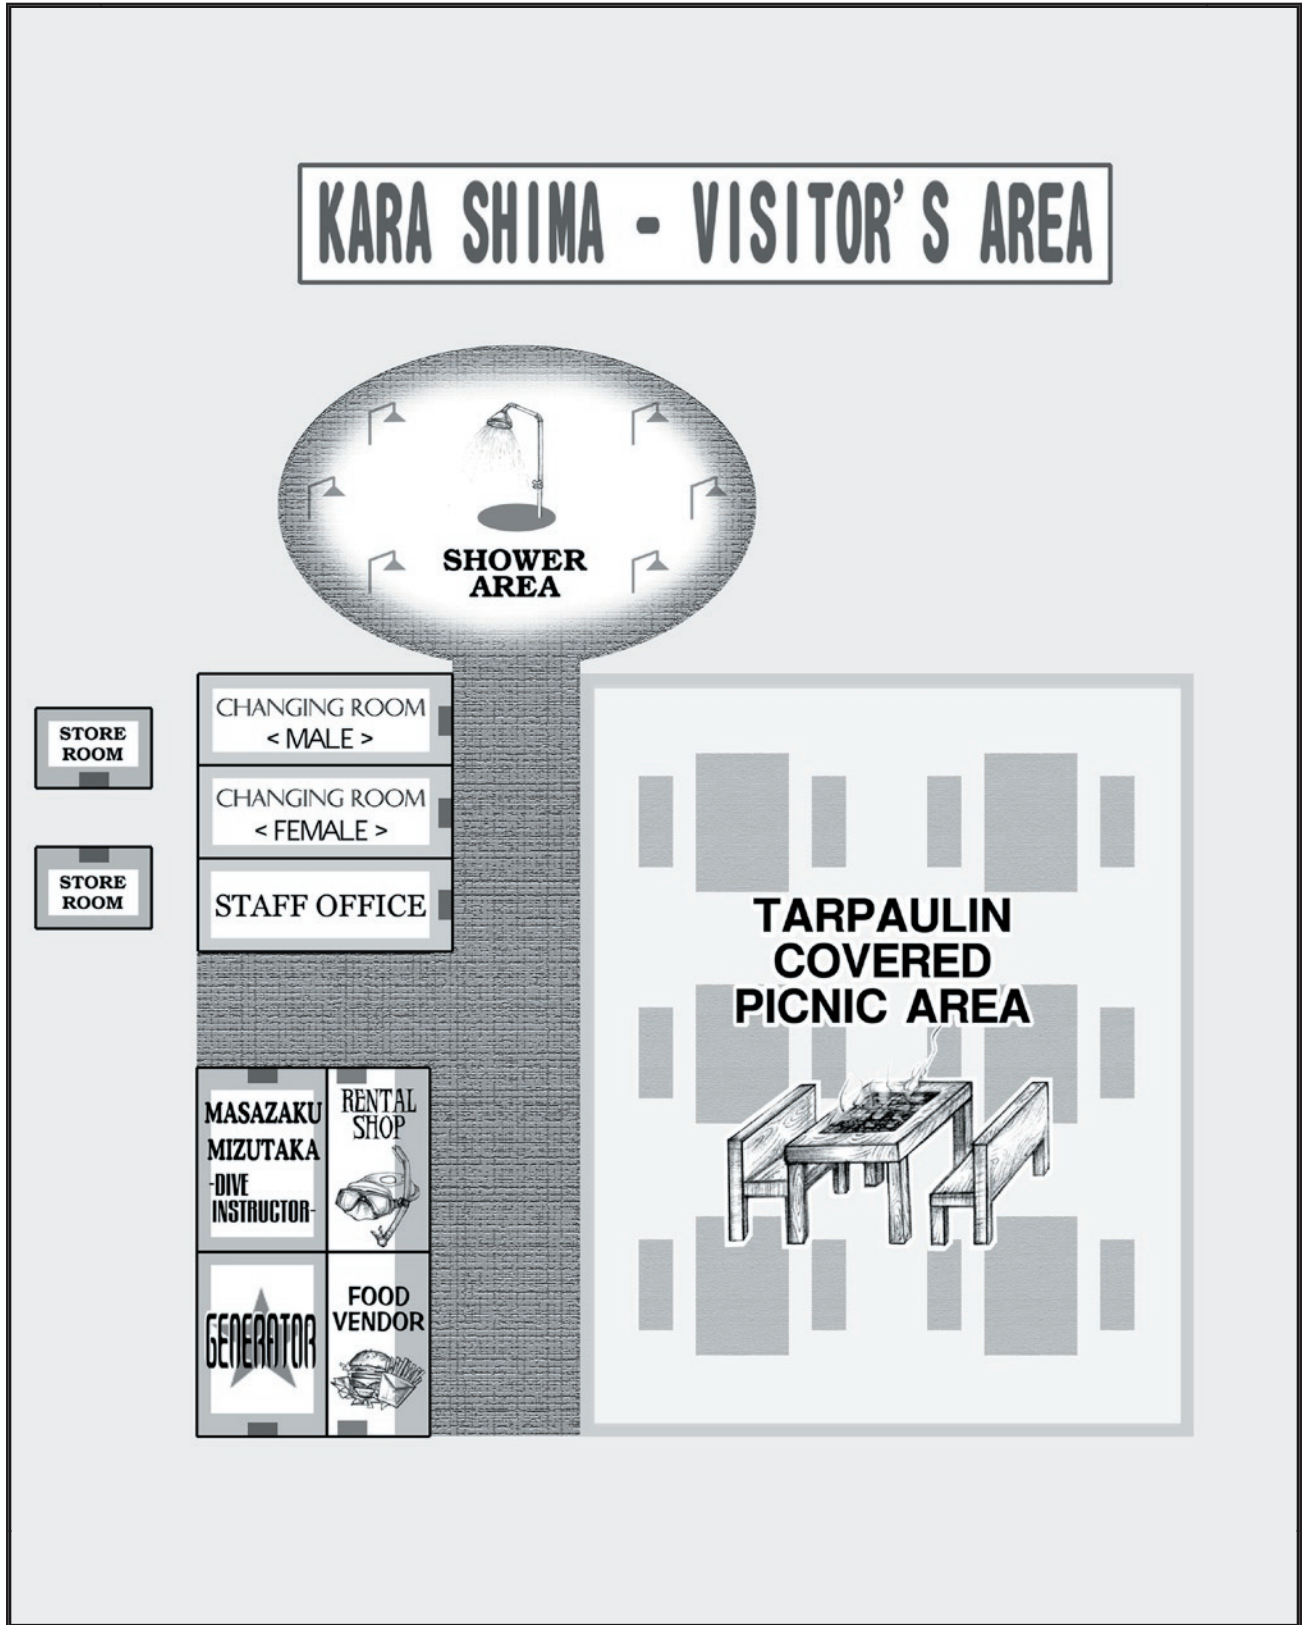 KARA SHIMA - VISITOR'S AREA
SHOWER
AREA
STORE
ROOM
CHANGING ROOM
< MALE >
CHANGING ROOM
< FEMALE >
STORE
ROOM
STAFF OFFICE
TARPAULIN
COVERED
PICNIC AREA
MASAZAKU
MIZUTAKA
-DIVE
INSTRUCTOR-
RENTAL
SHOP
GENERATOR
FOOD
VENDOR